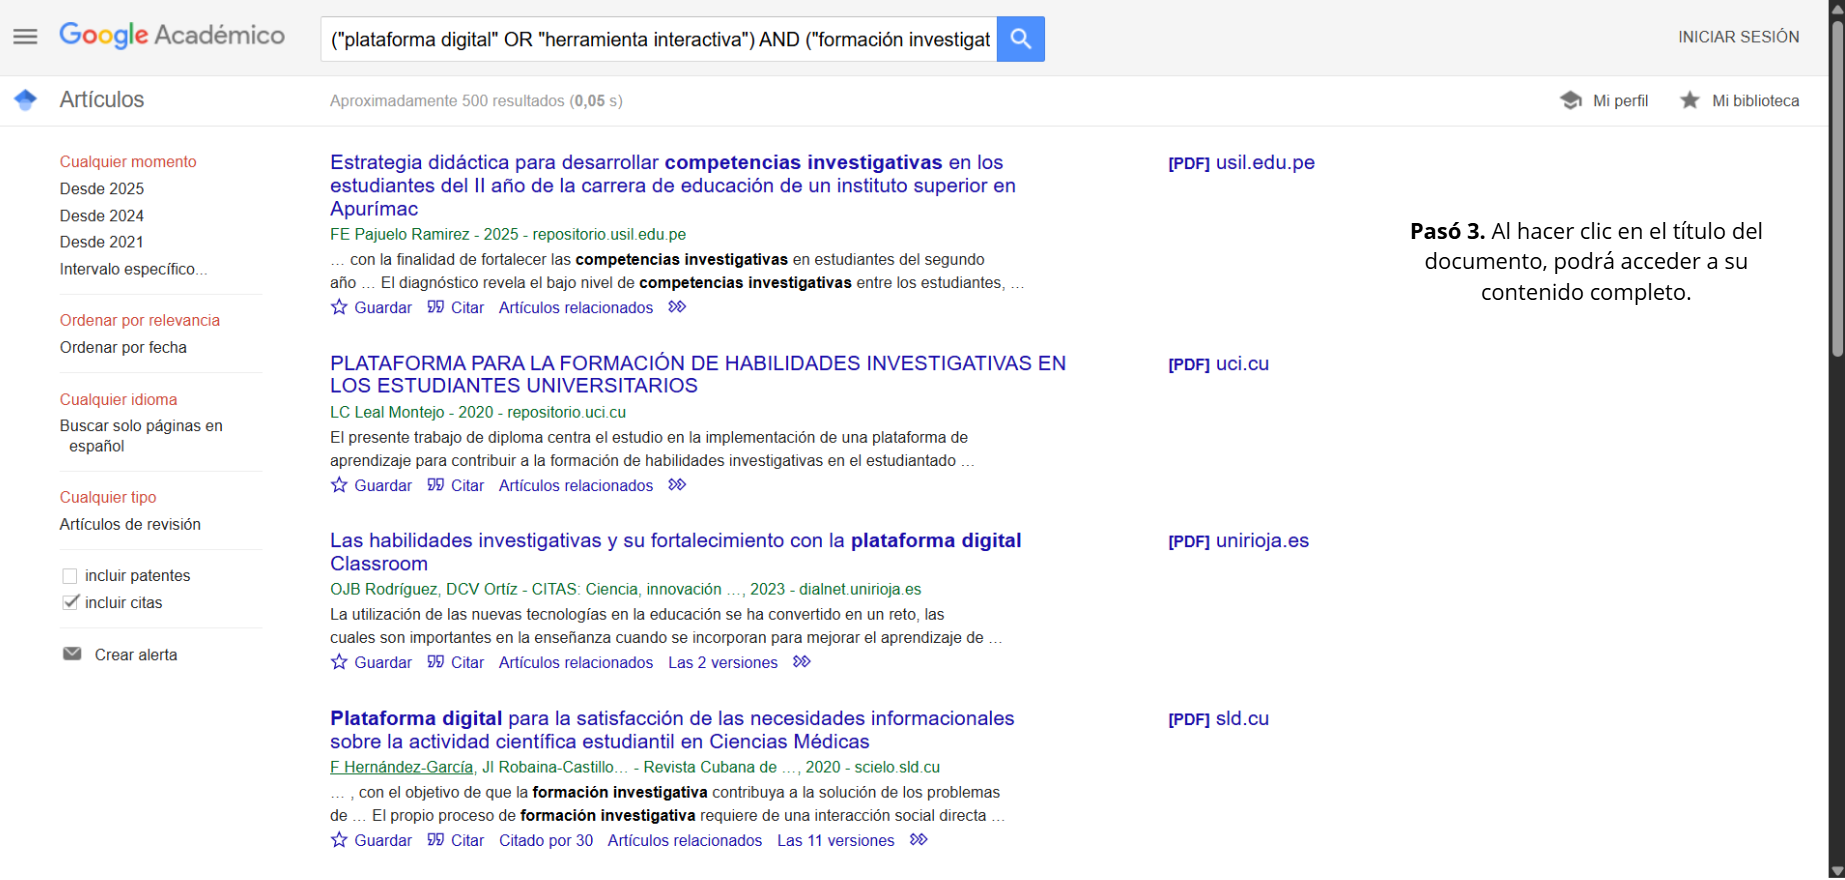 Google Académico
("plataforma digital" OR "herramienta interactiva") AND ("formación investigat
INICIAR SESIÓN
Artículos
Aproximadamente 500 resultados (0,05 s)
Mi perfil
Mi biblioteca
Cualquier momento
Desde 2025
Desde 2024
Desde 2021
Intervalo específico...
Ordenar por relevancia
Ordenar por fecha
Cualquier idioma
Buscar solo páginas en
español
Cualquier tipo
Artículos de revisión
incluir patentes
incluir citas
Crear alerta
Estrategia didáctica para desarrollar competencias investigativas en los
estudiantes del II año de la carrera de educación de un instituto superior en
Apurímac
FE Pajuelo Ramirez - 2025 - repositorio.usil.edu.pe
... con la finalidad de fortalecer las competencias investigativas en estudiantes del segundo
año ... El diagnóstico revela el bajo nivel de competencias investigativas entre los estudiantes, ...
Guardar Citar Artículos relacionados
[PDF] usil.edu.pe
PLATAFORMA PARA LA FORMACIÓN DE HABILIDADES INVESTIGATIVAS EN
LOS ESTUDIANTES UNIVERSITARIOS
LC Leal Montejo - 2020 - repositorio.uci.cu
El presente trabajo de diploma centra el estudio en la implementación de una plataforma de
aprendizaje para contribuir a la formación de habilidades investigativas en el estudiantado ...
Guardar Citar Artículos relacionados
[PDF] uci.cu
Las habilidades investigativas y su fortalecimiento con la plataforma digital
Classroom
OJB Rodríguez, DCV Ortíz - CITAS: Ciencia, innovación ..., 2023 - dialnet.unirioja.es
La utilización de las nuevas tecnologías en la educación se ha convertido en un reto, las
cuales son importantes en la enseñanza cuando se incorporan para mejorar el aprendizaje de ...
Guardar Citar Artículos relacionados Las 2 versiones
[PDF] unirioja.es
Plataforma digital para la satisfacción de las necesidades informacionales
sobre la actividad científica estudiantil en Ciencias Médicas
F Hernández-García, JI Robaina-Castillo... - Revista Cubana de ..., 2020 - scielo.sld.cu
... , con el objetivo de que la formación investigativa contribuya a la solución de los problemas
de ... El propio proceso de formación investigativa requiere de una interacción social directa ...
Guardar Citar Citado por 30 Artículos relacionados Las 11 versiones
[PDF] sld.cu
Pasó 3. Al hacer clic en el título del
documento, podrá acceder a su
contenido completo.